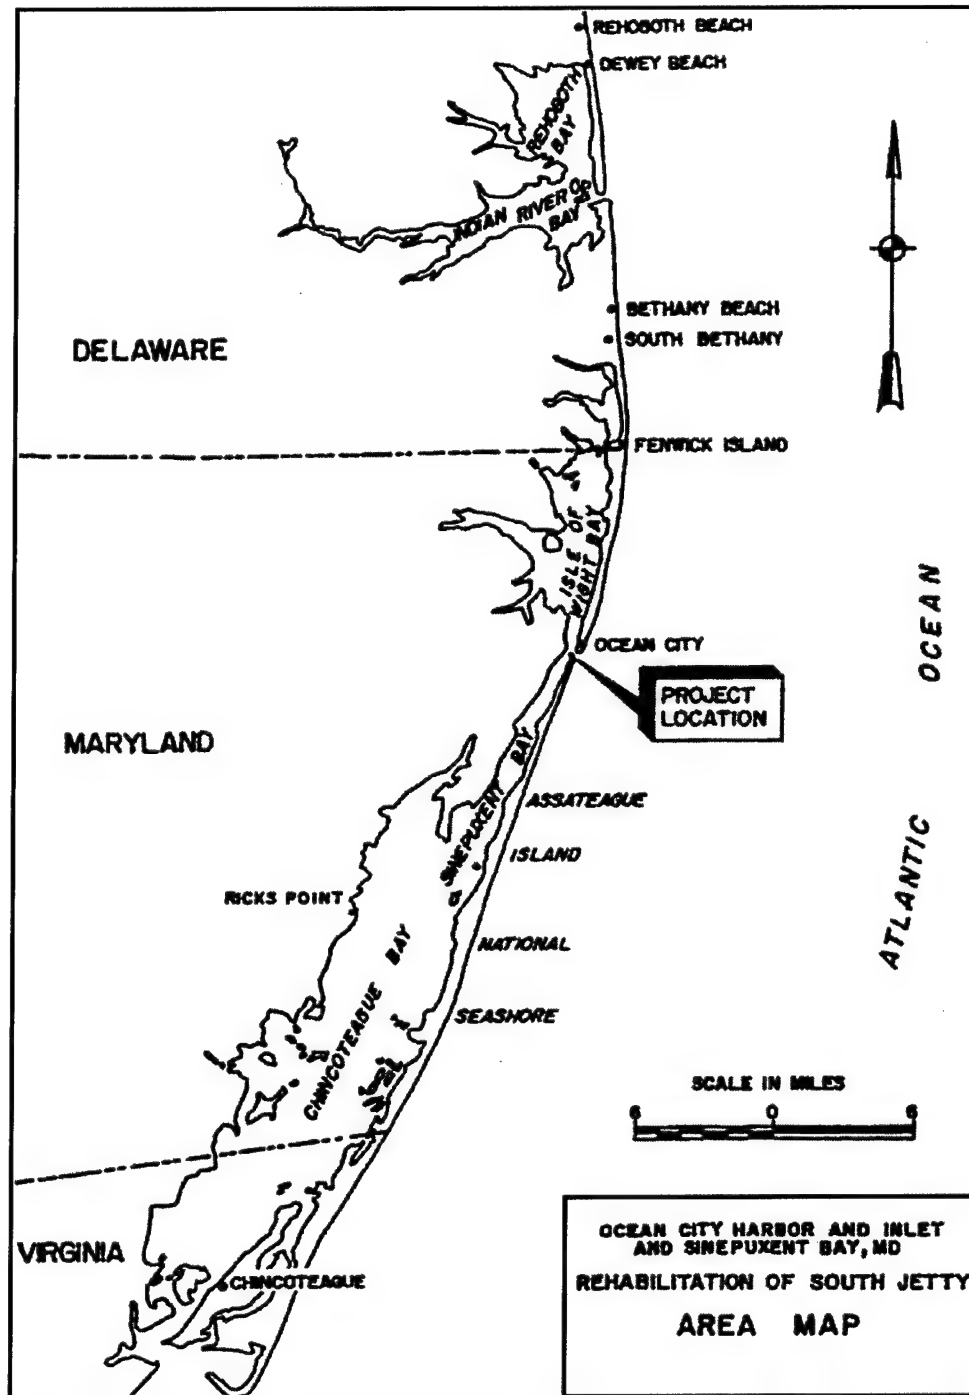 REHOBOTH BEACH
DEWEY BEACH
REHOBOTH
BAY
INDIAN RIVER
BAY
BETHANY BEACH
SOUTH BETHANY
DELAWARE
FENWICK ISLAND
ISLE OF
WIGHT BAY
OCEAN CITY
PROJECT
LOCATION
OCEAN
MARYLAND
SINEPUXENT BAY
ASSATEAGUE
ISLAND
RICKS POINT
ATLANTIC
NATIONAL
CHINCOTEAGUE BAY
SEASHORE
SCALE IN MILES
6 0 6
VIRGINIA
CHINCOTEAGUE
OCEAN CITY HARBOR AND INLET
AND SINEPUXENT BAY, MD
REHABILITATION OF SOUTH JETTY
AREA MAP